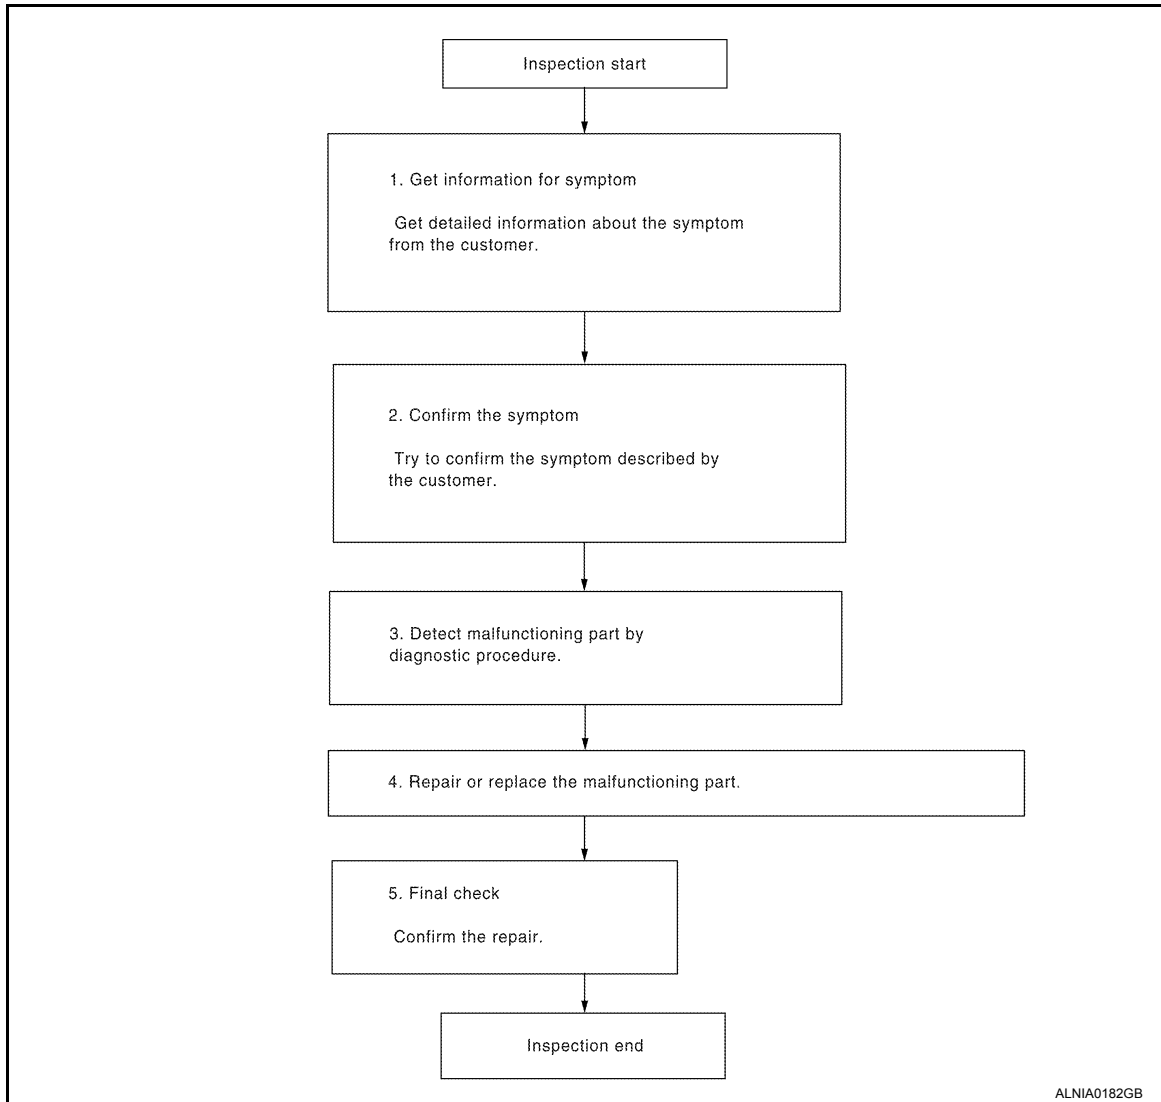 Inspection start
1. Get information for symptom
Get detailed information about the symptom
from the customer.
2. Confirm the symptom
Try to confirm the symptom described by
the customer.
3. Detect malfunctioning part by
diagnostic procedure.
4. Repair or replace the malfunctioning part.
5. Final check
Confirm the repair.
Inspection end
ALNIA0182GB